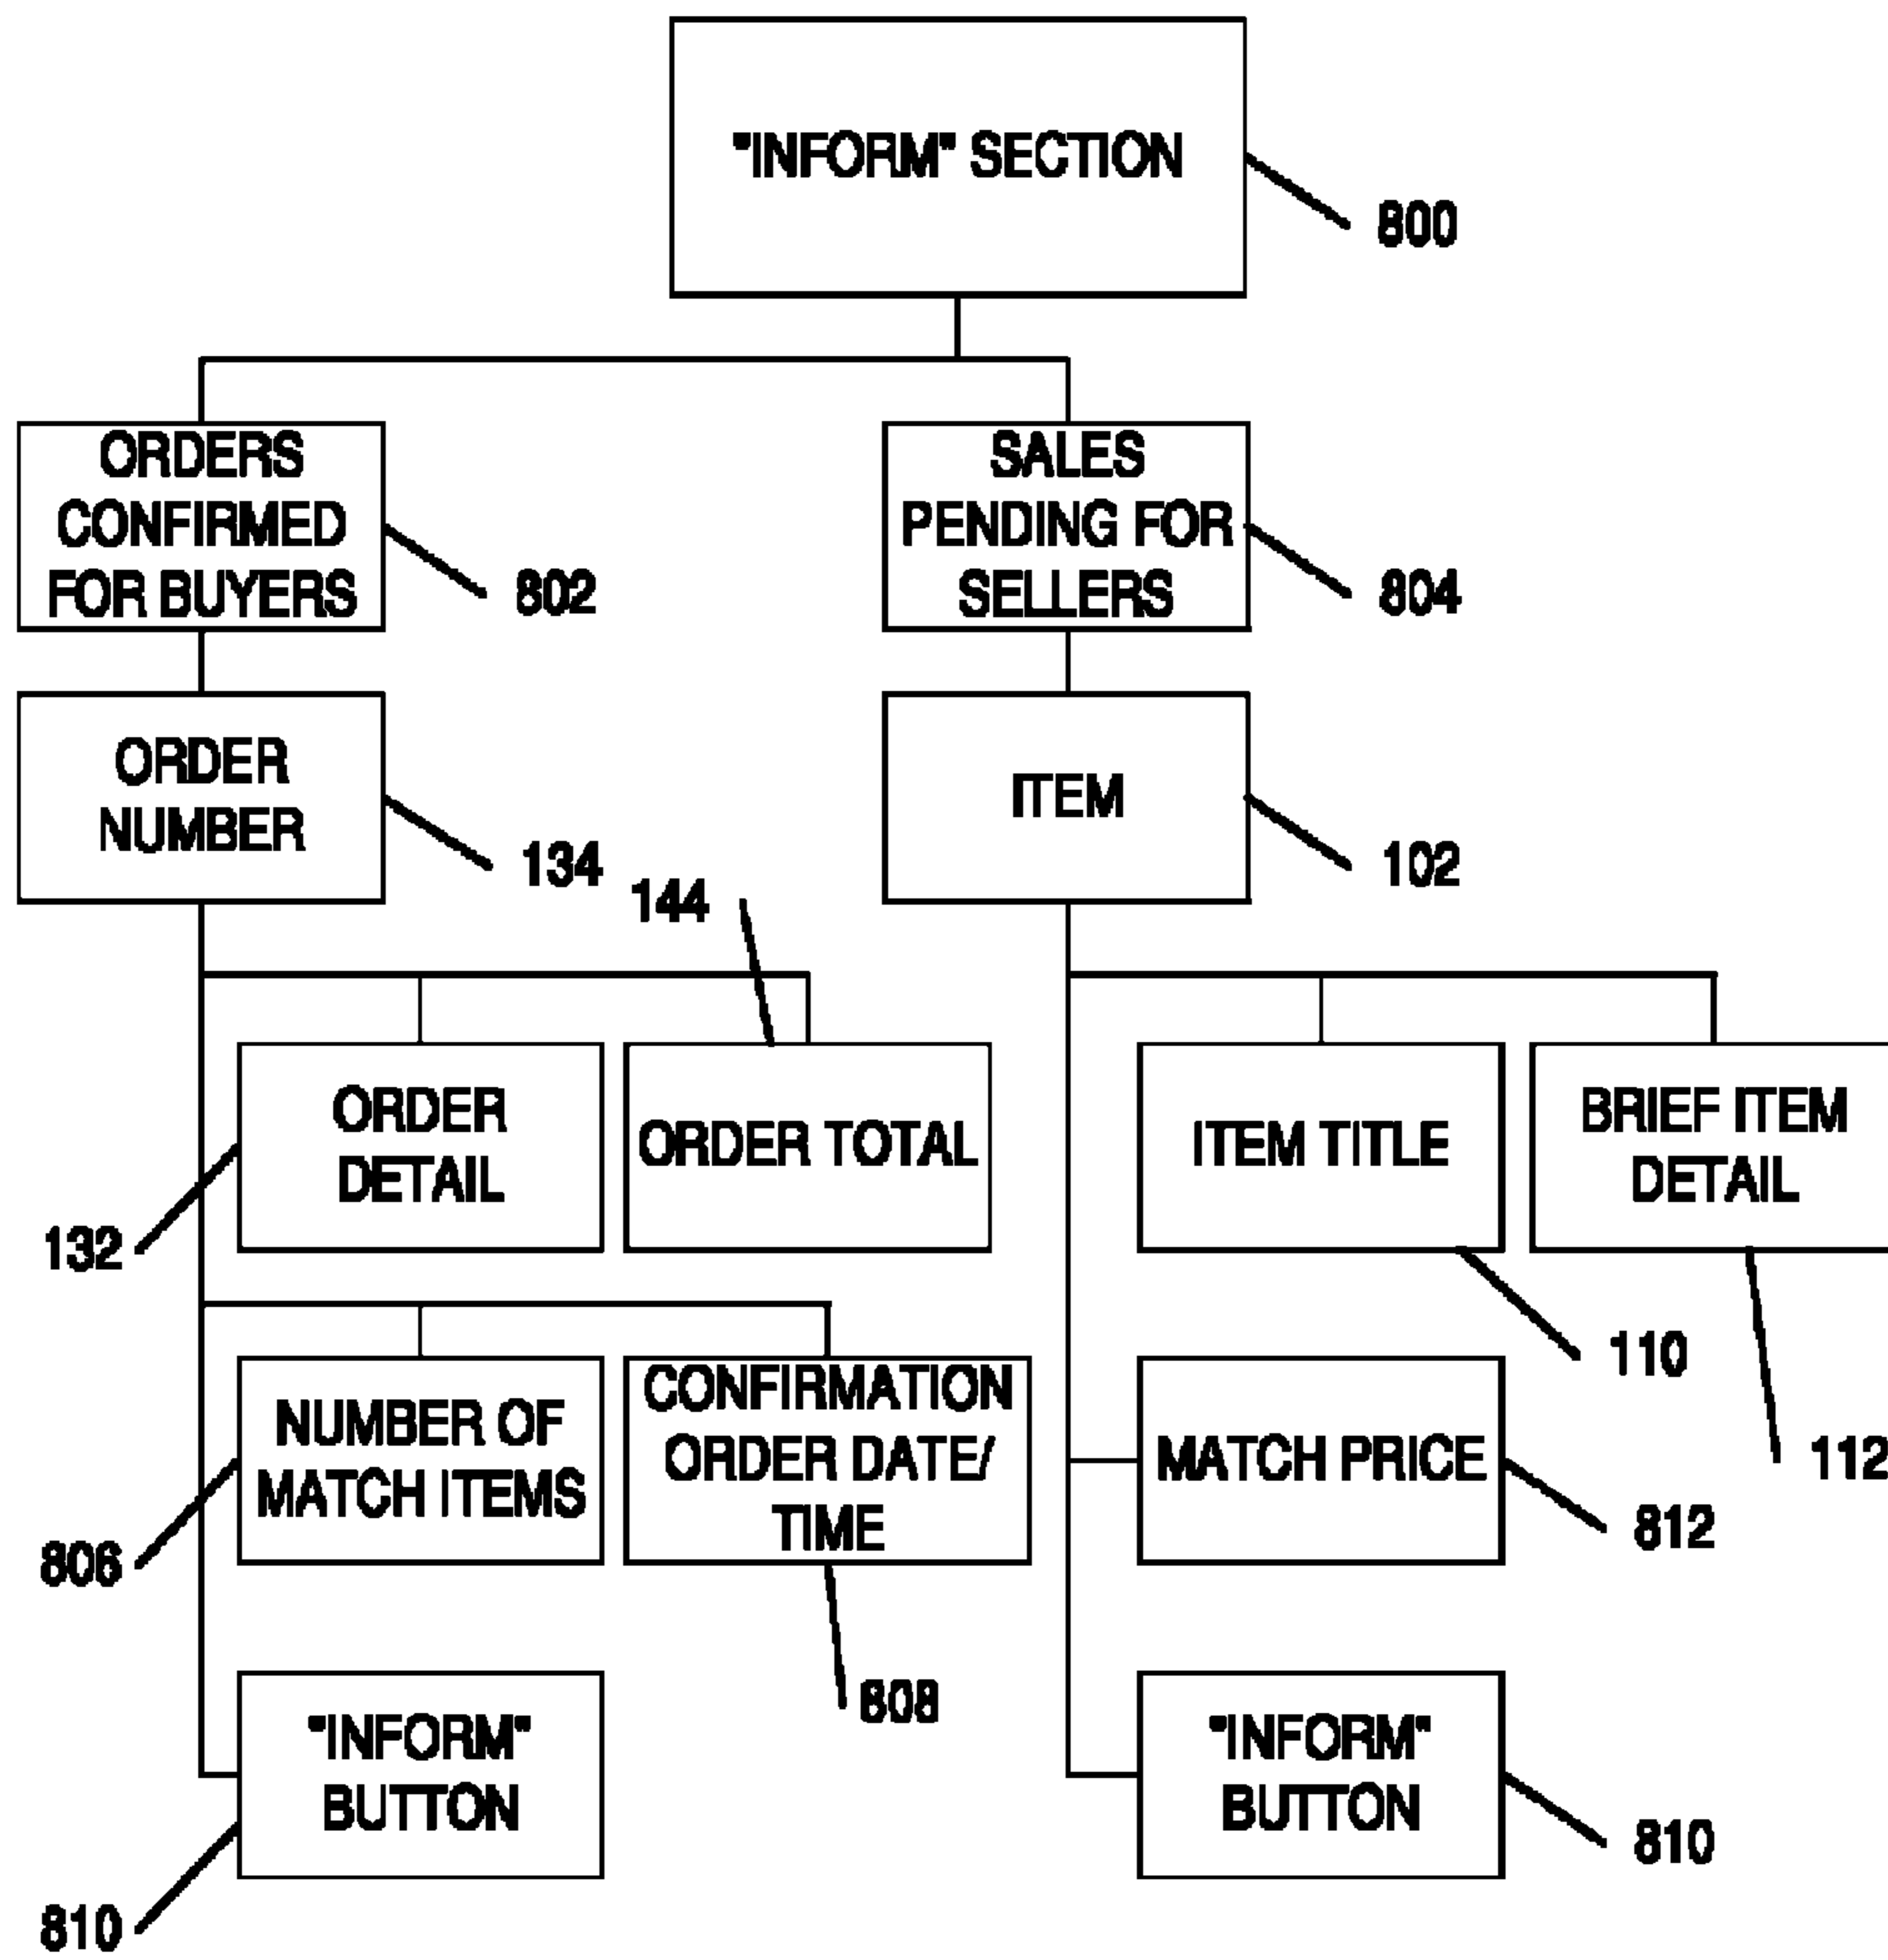 "INFORM" SECTION
800
ORDERS
CONFIRMED
FOR BUYERS
802
SALES
PENDING FOR
SELLERS
804
ORDER
NUMBER
134
ITEM
102
144
ORDER
DETAIL
132
ORDER TOTAL
ITEM TITLE
110
BRIEF ITEM
DETAIL
112
NUMBER OF
MATCH ITEMS
806
CONFIRMATION
ORDER DATE/
TIME
808
MATCH PRICE
812
"INFORM"
BUTTON
810
"INFORM"
BUTTON
810